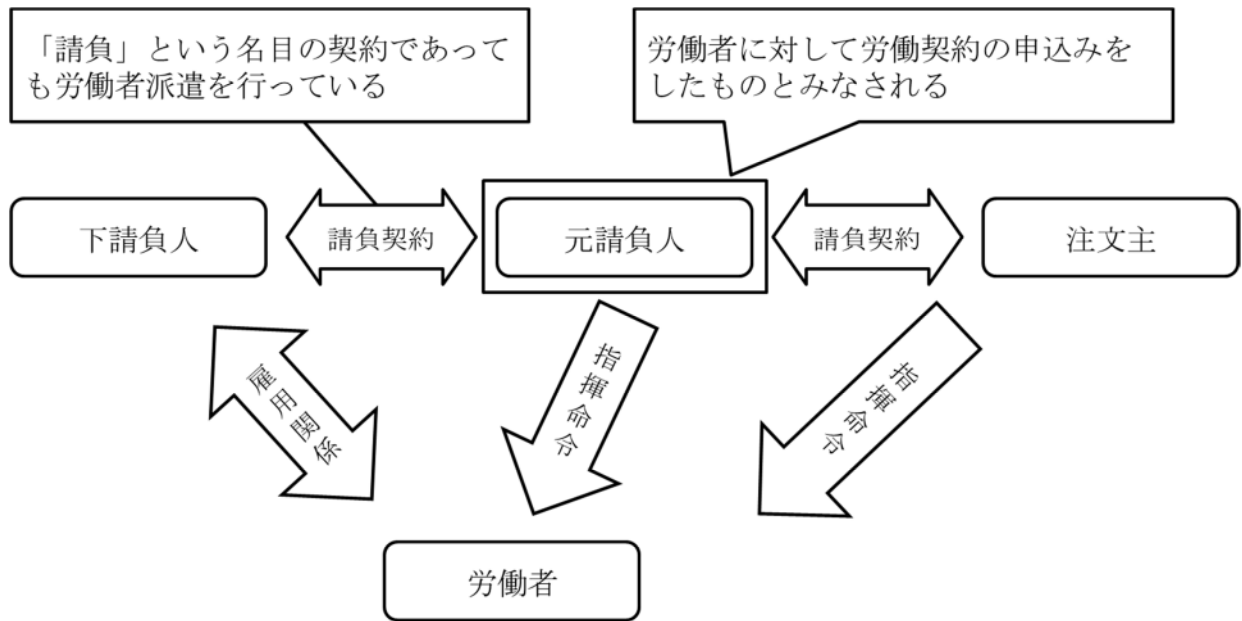 「請負」という名目の契約であって
も労働者派遣を行っている
労働者に対して労働契約の申込みを
したものとみなされる
下請負人
請負契約
元請負人
請負契約
注文主
雇用関係
指揮命令
指揮命令
労働者